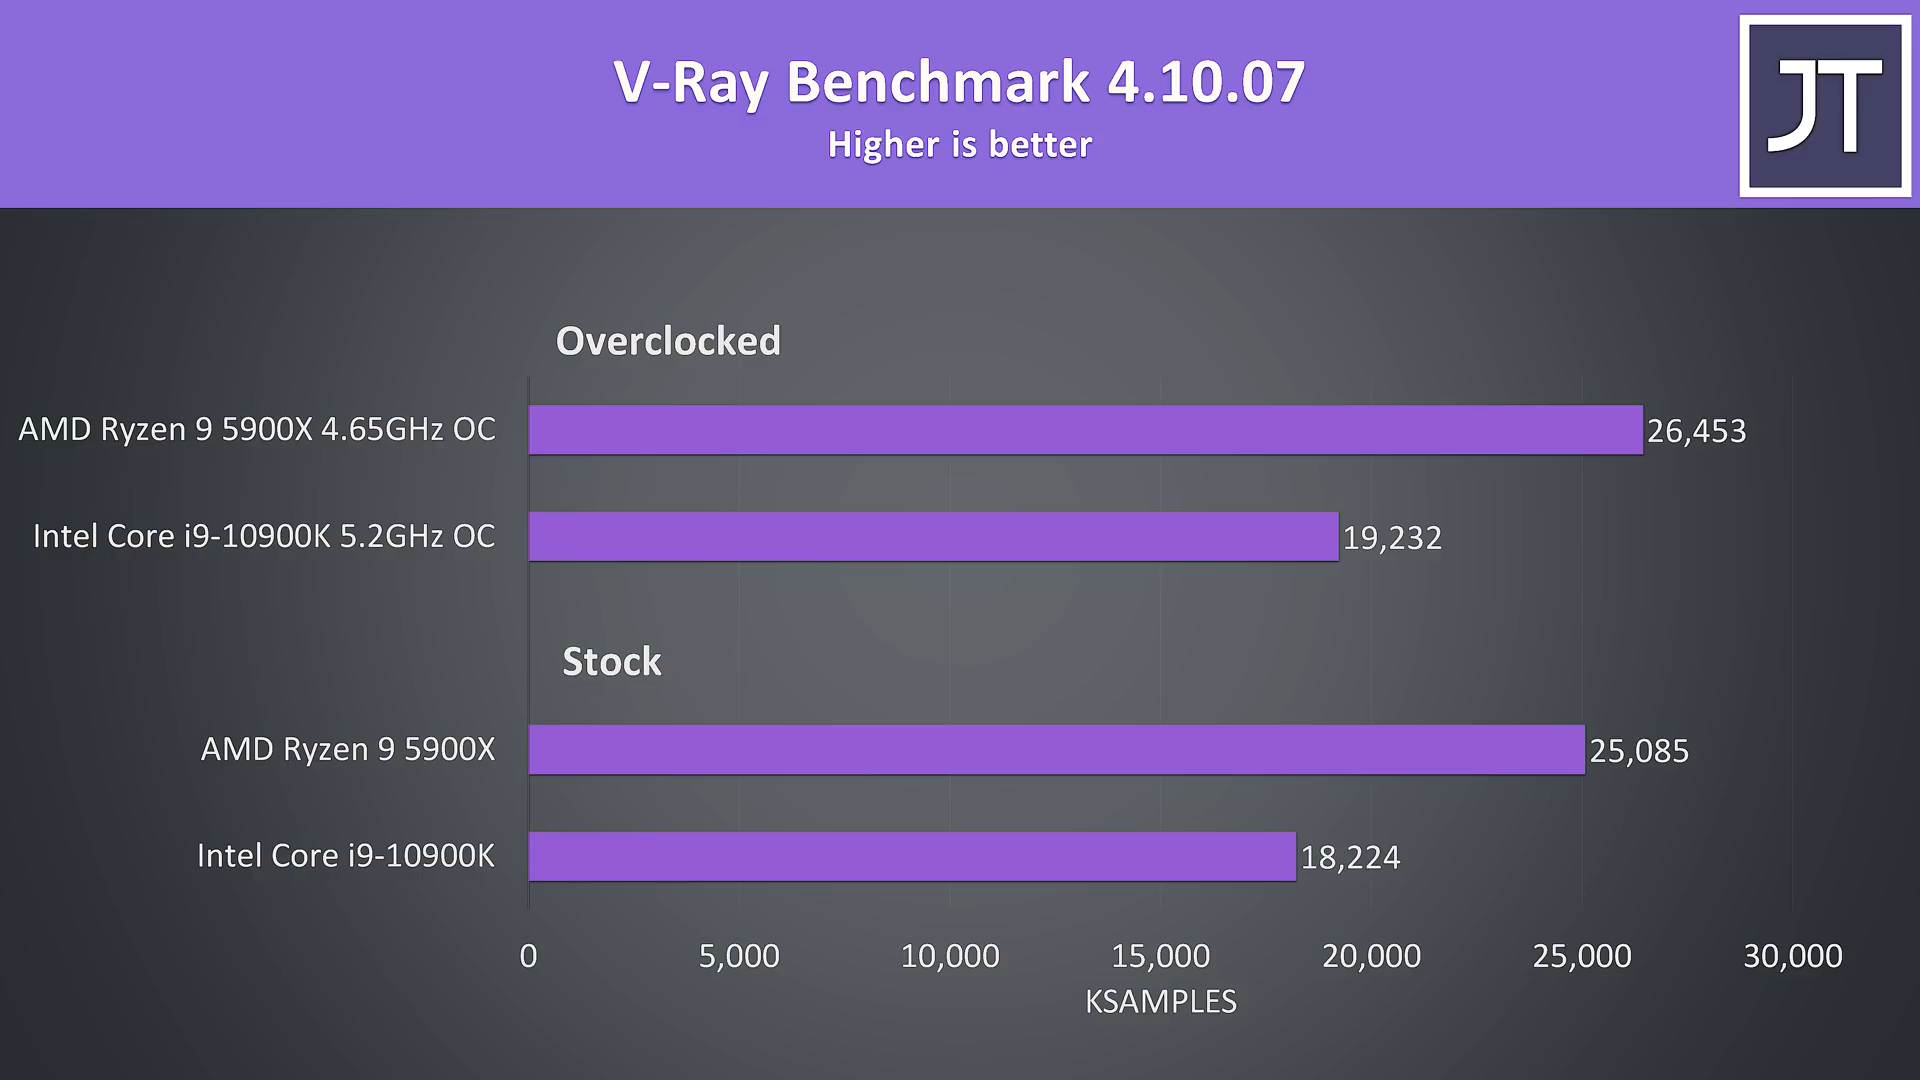 V-Ray Benchmark 4.10.07
Higher is better
JT
Overclocked
AMD Ryzen 9 5900X 4.65GHz OC 26,453
Intel Core i9-10900K 5.2GHz OC 19,232
Stock
AMD Ryzen 9 5900X 25,085
Intel Core i9-10900K 18,224
0 5,000 10,000 15,000 20,000 25,000 30,000
KSAMPLES